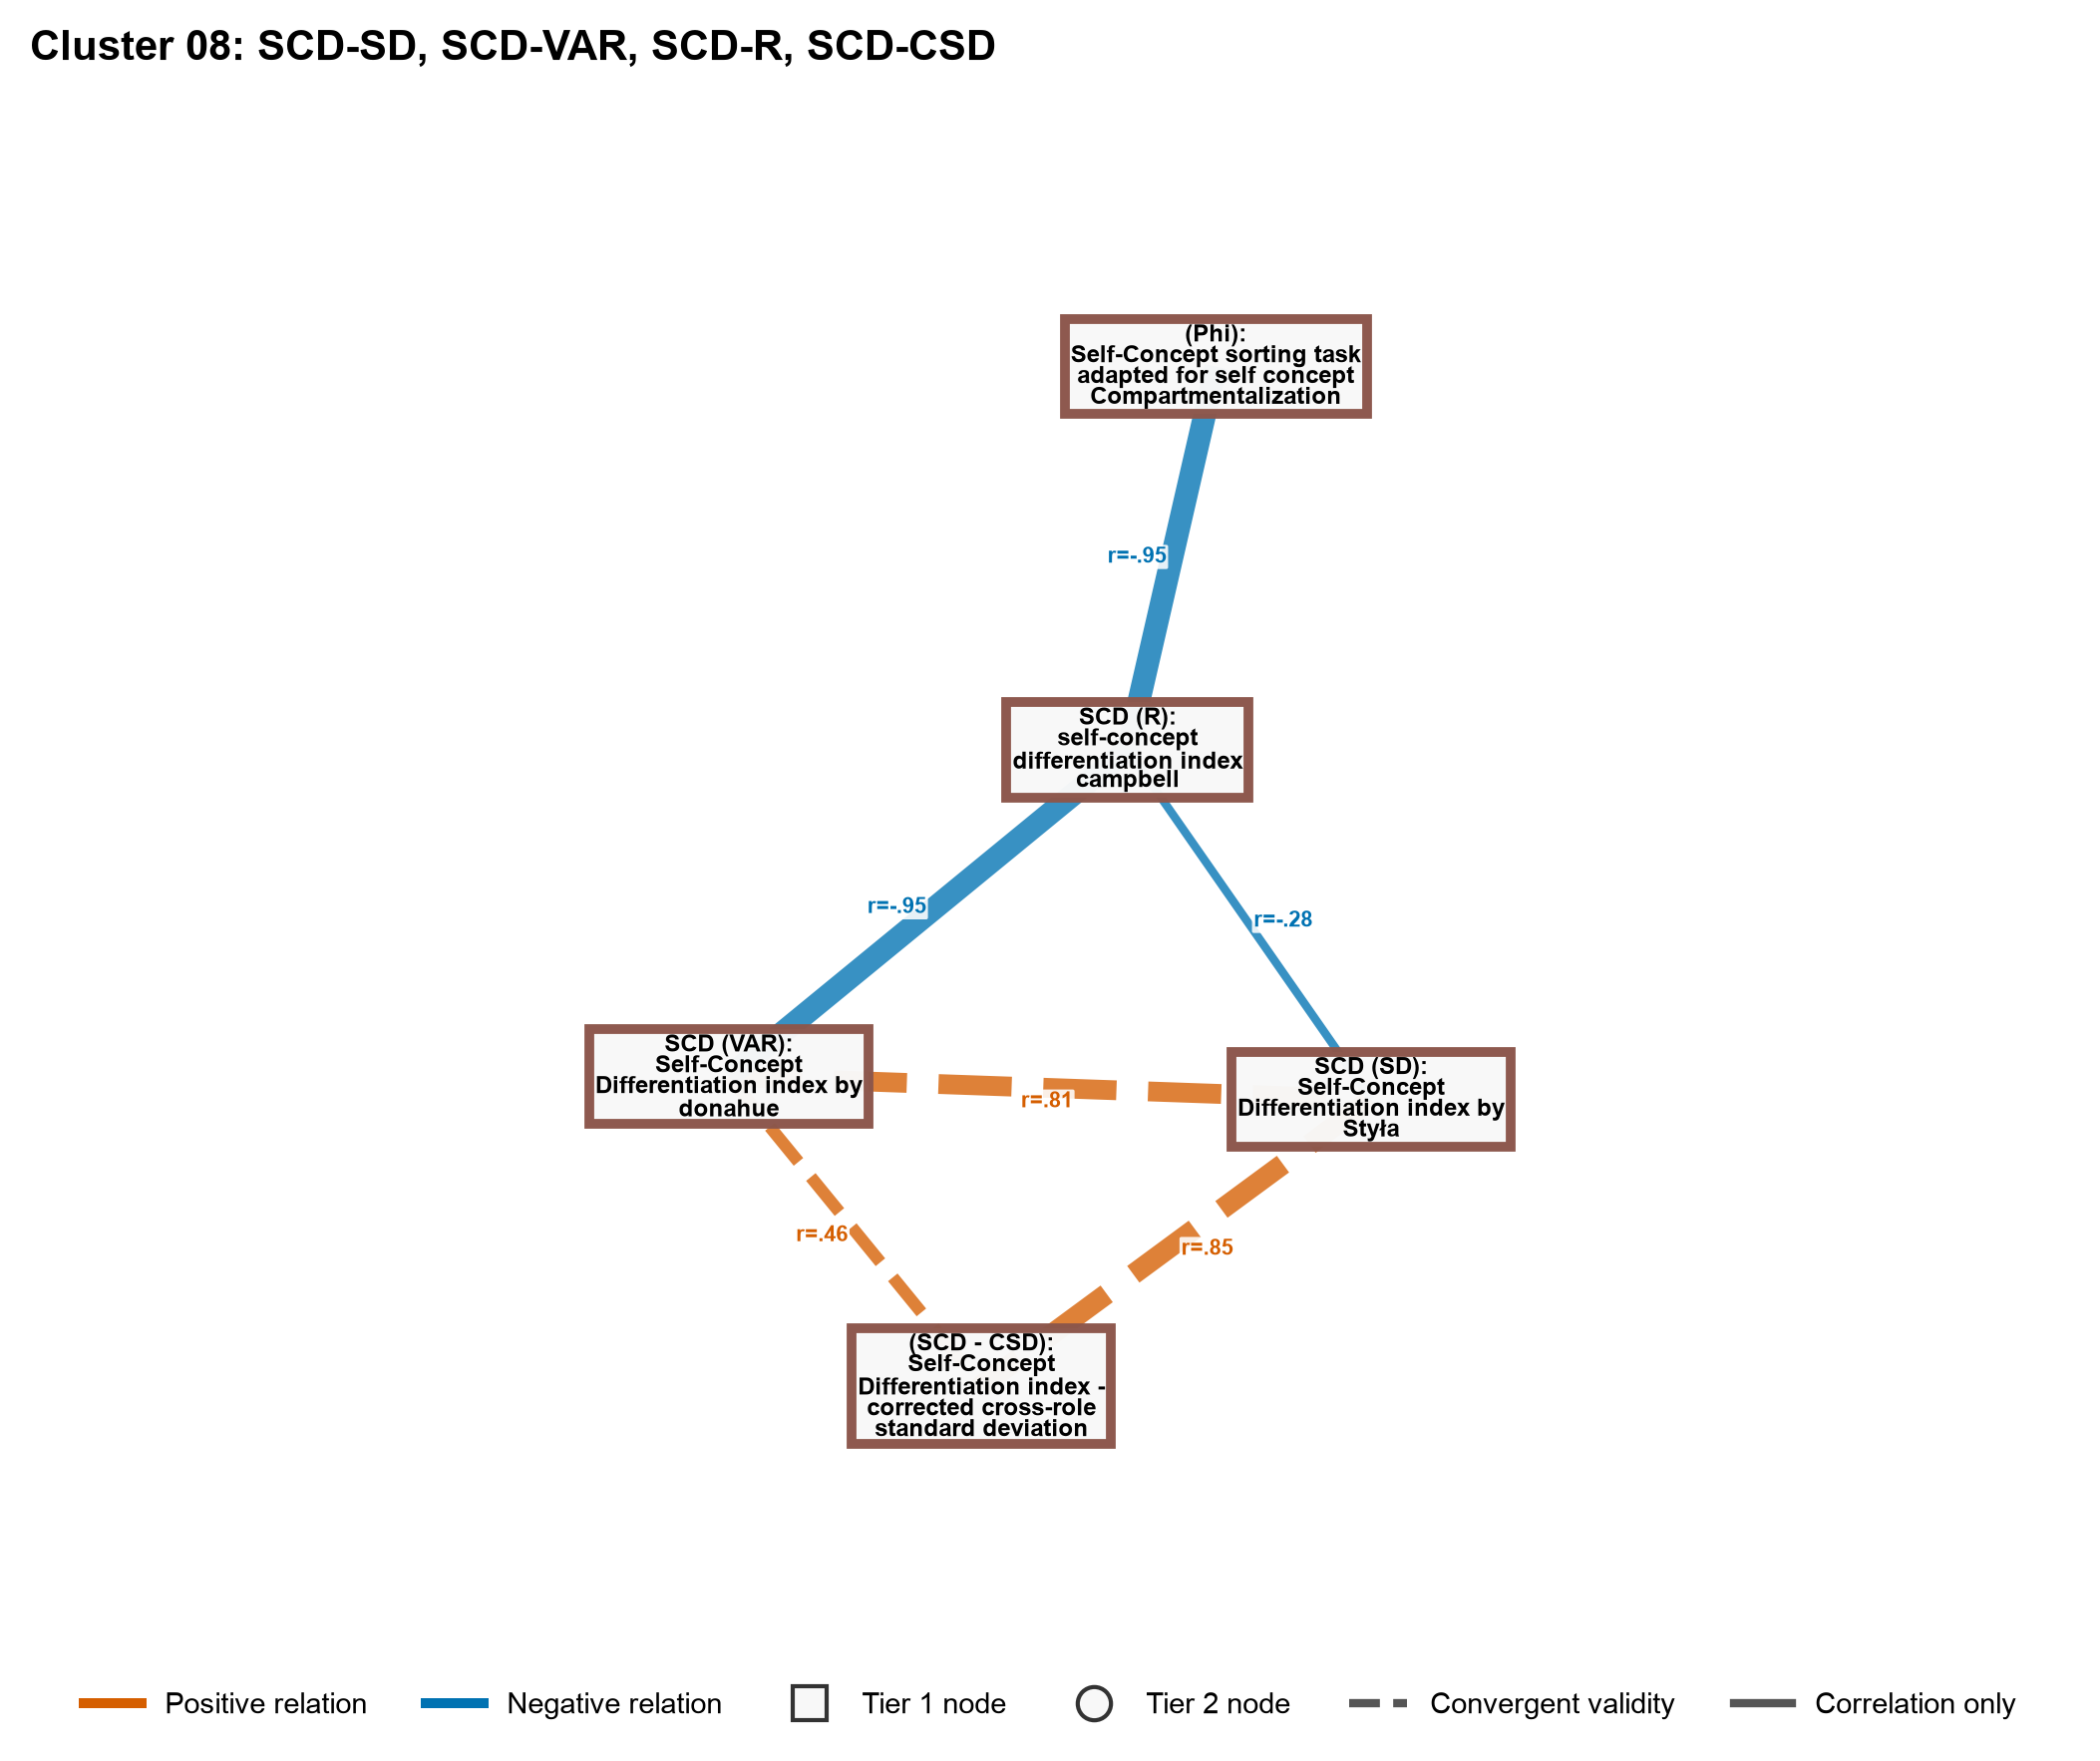 Cluster 08: SCD-SD, SCD-VAR, SCD-R, SCD-CSD
(Phi):
Self-Concept sorting task
adapted for self concept
Compartmentalization
r=-.95
SCD (R):
self-concept
differentiation index
campbell
r=-.95
r=-.28
SCD (VAR):
Self-Concept
Differentiation index by
donahue
r=.81
SCD (SD):
Self-Concept
Differentiation index by
Styła
r=.46
r=.85
(SCD - CSD):
Self-Concept
Differentiation index -
corrected cross-role
standard deviation
Positive relation
Negative relation
Tier 1 node
Tier 2 node
Convergent validity
Correlation only